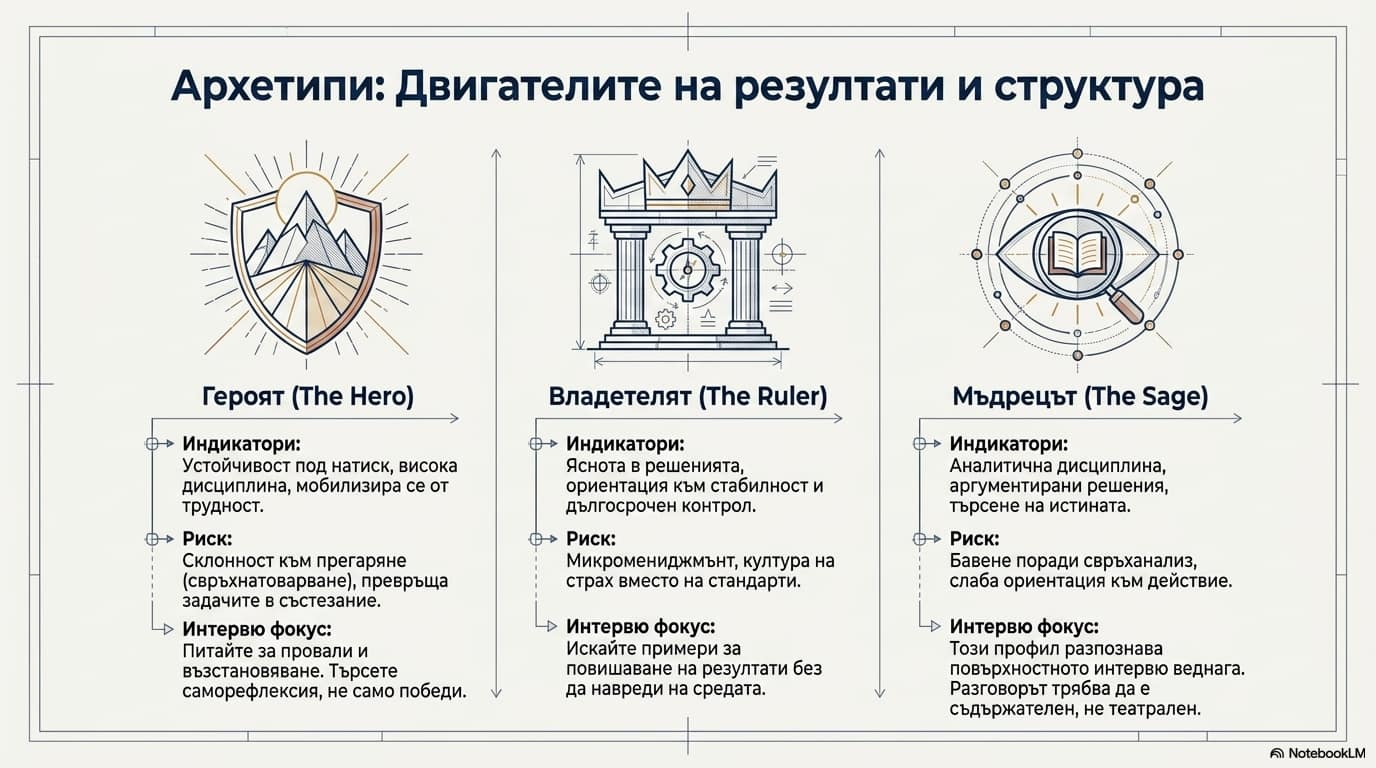 Архетипи: Двигателите на резултати и структура
Героят (The Hero)
Индикатори:
Устойчивост под натиск, висока
дисциплина, мобилизира се от
трудност.
Риск:
Склонност към прегаряне
(свръхнатоварване), превръща
задачите в състезание.
Интервю фокус:
Питайте за провали и
възстановяване. Търсете
саморефлексия, не само победи.
Владетелят (The Ruler)
Индикатори:
Яснота в решенията,
ориентация към стабилност и
дългосрочен контрол.
Риск:
Микромениджмънт, култура на
страх вместо на стандарти.
Интервю фокус:
Искайте примери за
повишаване на резултати без
да навреди на средата.
Мъдрецът (The Sage)
Индикатори:
Аналитична дисциплина,
аргументирани решения,
търсене на истината.
Риск:
Бавене поради свръханализ,
слаба ориентация към действие.
Интервю фокус:
Този профил разпознава
повърхностното интервю веднага.
Разговорът трябва да е
съдържателен, не театрален.
NotebookLM